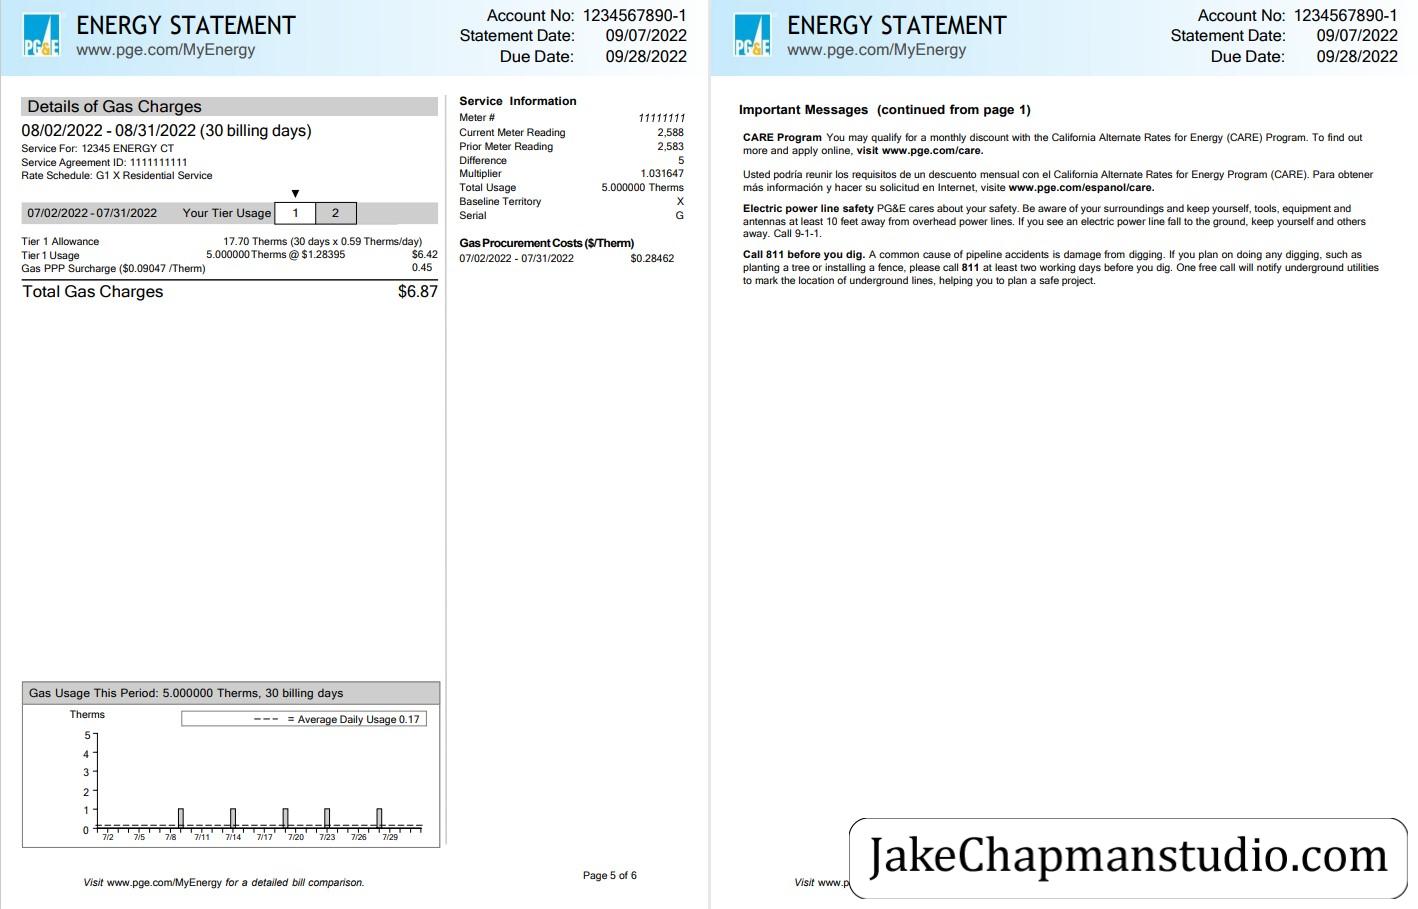 PG&E
ENERGY STATEMENT
www.pge.com/MyEnergy
Account No: 1234567890-1
Statement Date: 09/07/2022
Due Date: 09/28/2022
Details of Gas Charges
08/02/2022 - 08/31/2022 (30 billing days)
Service For: 12345 ENERGY CT
Service Agreement ID: 1111111111
Rate Schedule: G1 X Residential Service
▼
07/02/2022 - 07/31/2022 Your Tier Usage 1 2
Tier 1 Allowance 17.70 Therms (30 days x 0.59 Therms/day)
Tier 1 Usage 5.000000 Therms @ $1.28395 $6.42
Gas PPP Surcharge ($0.09047 /Therm) 0.45
Total Gas Charges $6.87
Service Information
Meter # 11111111
Current Meter Reading 2,588
Prior Meter Reading 2,583
Difference 5
Multiplier 1.031647
Total Usage 5.000000 Therms
Baseline Territory X
Serial G
Gas Procurement Costs ($/Therm)
07/02/2022 - 07/31/2022 $0.28462
Gas Usage This Period: 5.000000 Therms, 30 billing days
Therms
--- = Average Daily Usage 0.17
5
4
3
2
1
0
7/2 7/5 7/8 7/11 7/14 7/17 7/20 7/23 7/26 7/29
Visit www.pge.com/MyEnergy for a detailed bill comparison.
Page 5 of 6
PG&E
ENERGY STATEMENT
www.pge.com/MyEnergy
Account No: 1234567890-1
Statement Date: 09/07/2022
Due Date: 09/28/2022
Important Messages (continued from page 1)
CARE Program You may qualify for a monthly discount with the California Alternate Rates for Energy (CARE) Program. To find out
more and apply online, visit www.pge.com/care.
Usted podría reunir los requisitos de un descuento mensual con el California Alternate Rates for Energy Program (CARE). Para obtener
más información y hacer su solicitud en Internet, visite www.pge.com/espanol/care.
Electric power line safety PG&E cares about your safety. Be aware of your surroundings and keep yourself, tools, equipment and
antennas at least 10 feet away from overhead power lines. If you see an electric power line fall to the ground, keep yourself and others
away. Call 9-1-1.
Call 811 before you dig. A common cause of pipeline accidents is damage from digging. If you plan on doing any digging, such as
planting a tree or installing a fence, please call 811 at least two working days before you dig. One free call will notify underground utilities
to mark the location of underground lines, helping you to plan a safe project.
Visit www.p
JakeChapmanstudio.com